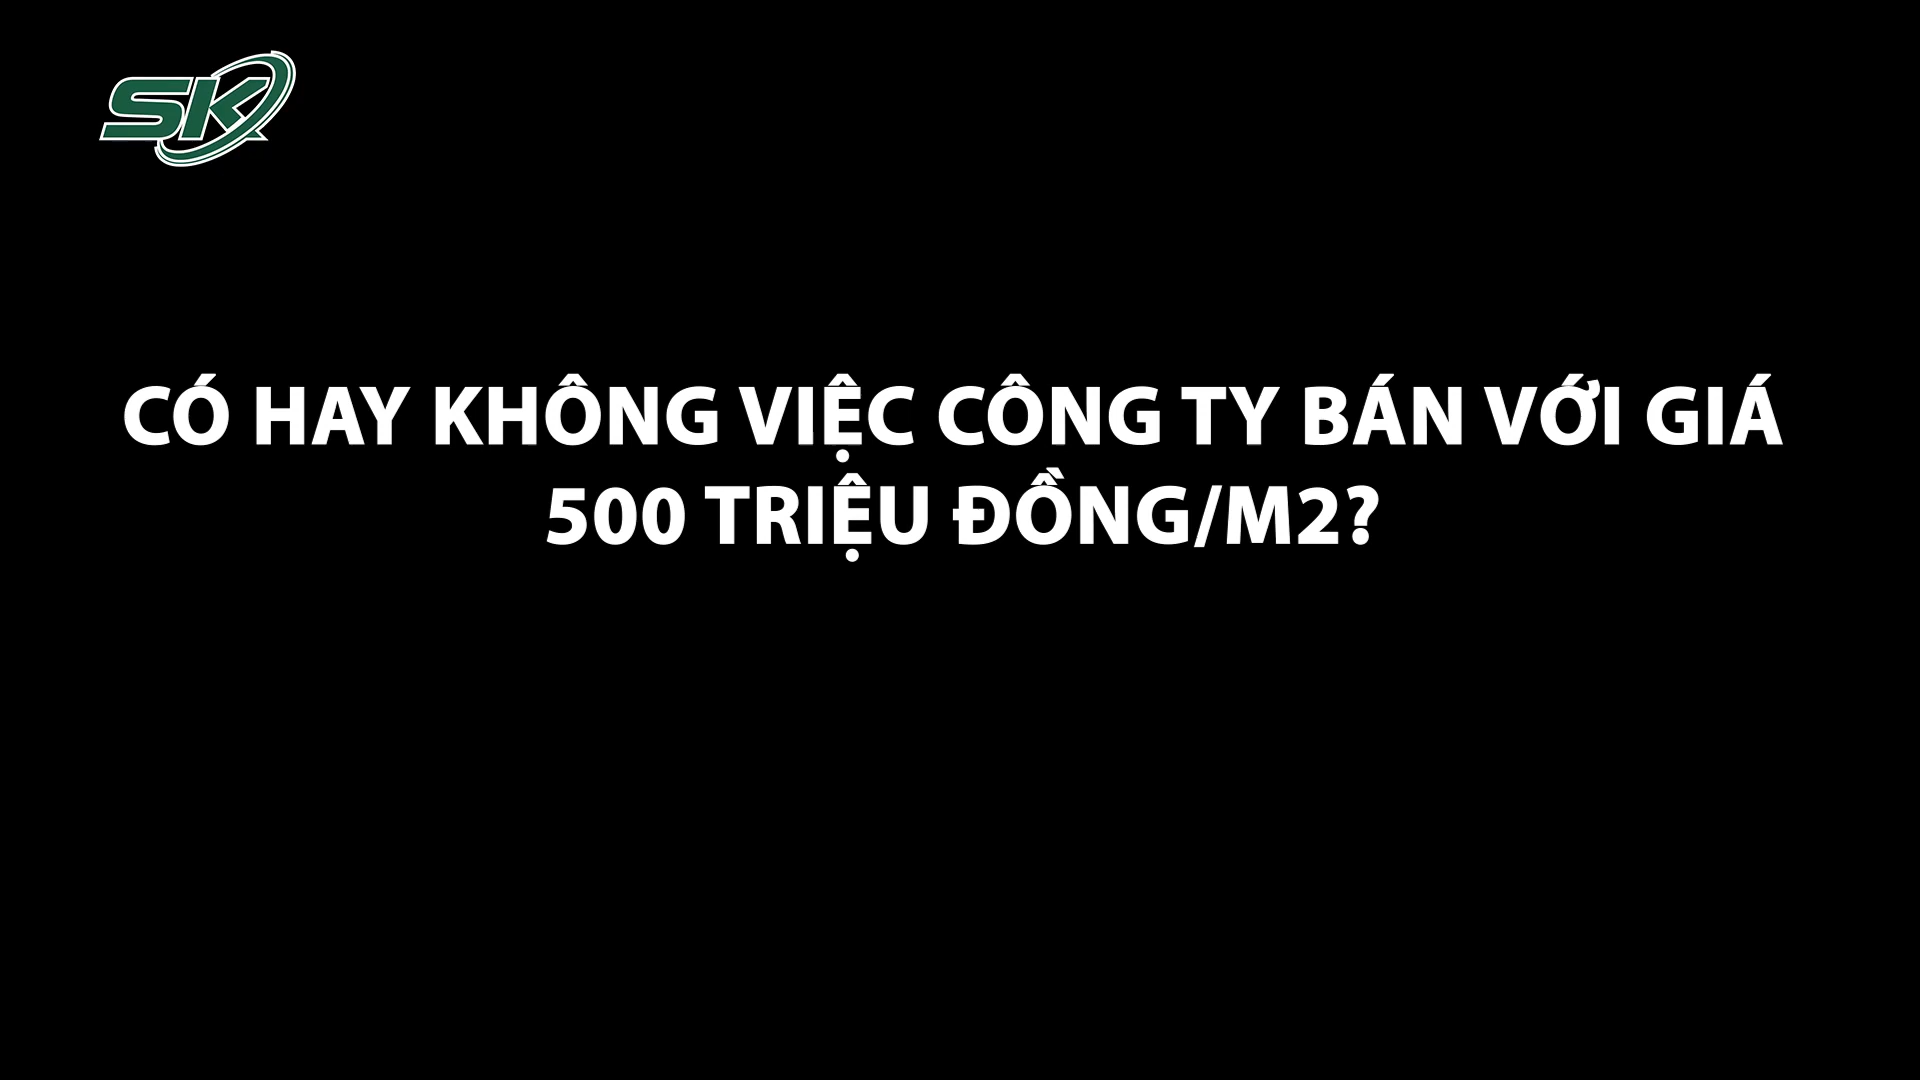 SK
CÓ HAY KHÔNG VIỆC CÔNG TY BÁN VỚI GIÁ
500 TRIỆU ĐỒNG/M2?